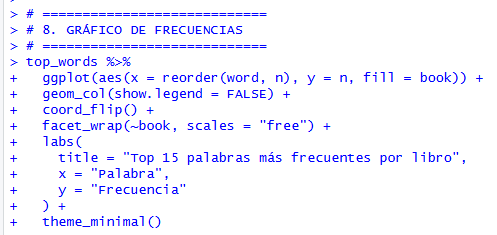 > # ============================
> # 8. GRÁFICO DE FRECUENCIAS
> # ============================
> top_words %>%
+   ggplot(aes(x = reorder(word, n), y = n, fill = book)) +
+   geom_col(show.legend = FALSE) +
+   coord_flip() +
+   facet_wrap(~book, scales = "free") +
+   labs(
+     title = "Top 15 palabras más frecuentes por libro",
+     x = "Palabra",
+     y = "Frecuencia"
+   ) +
+   theme_minimal()